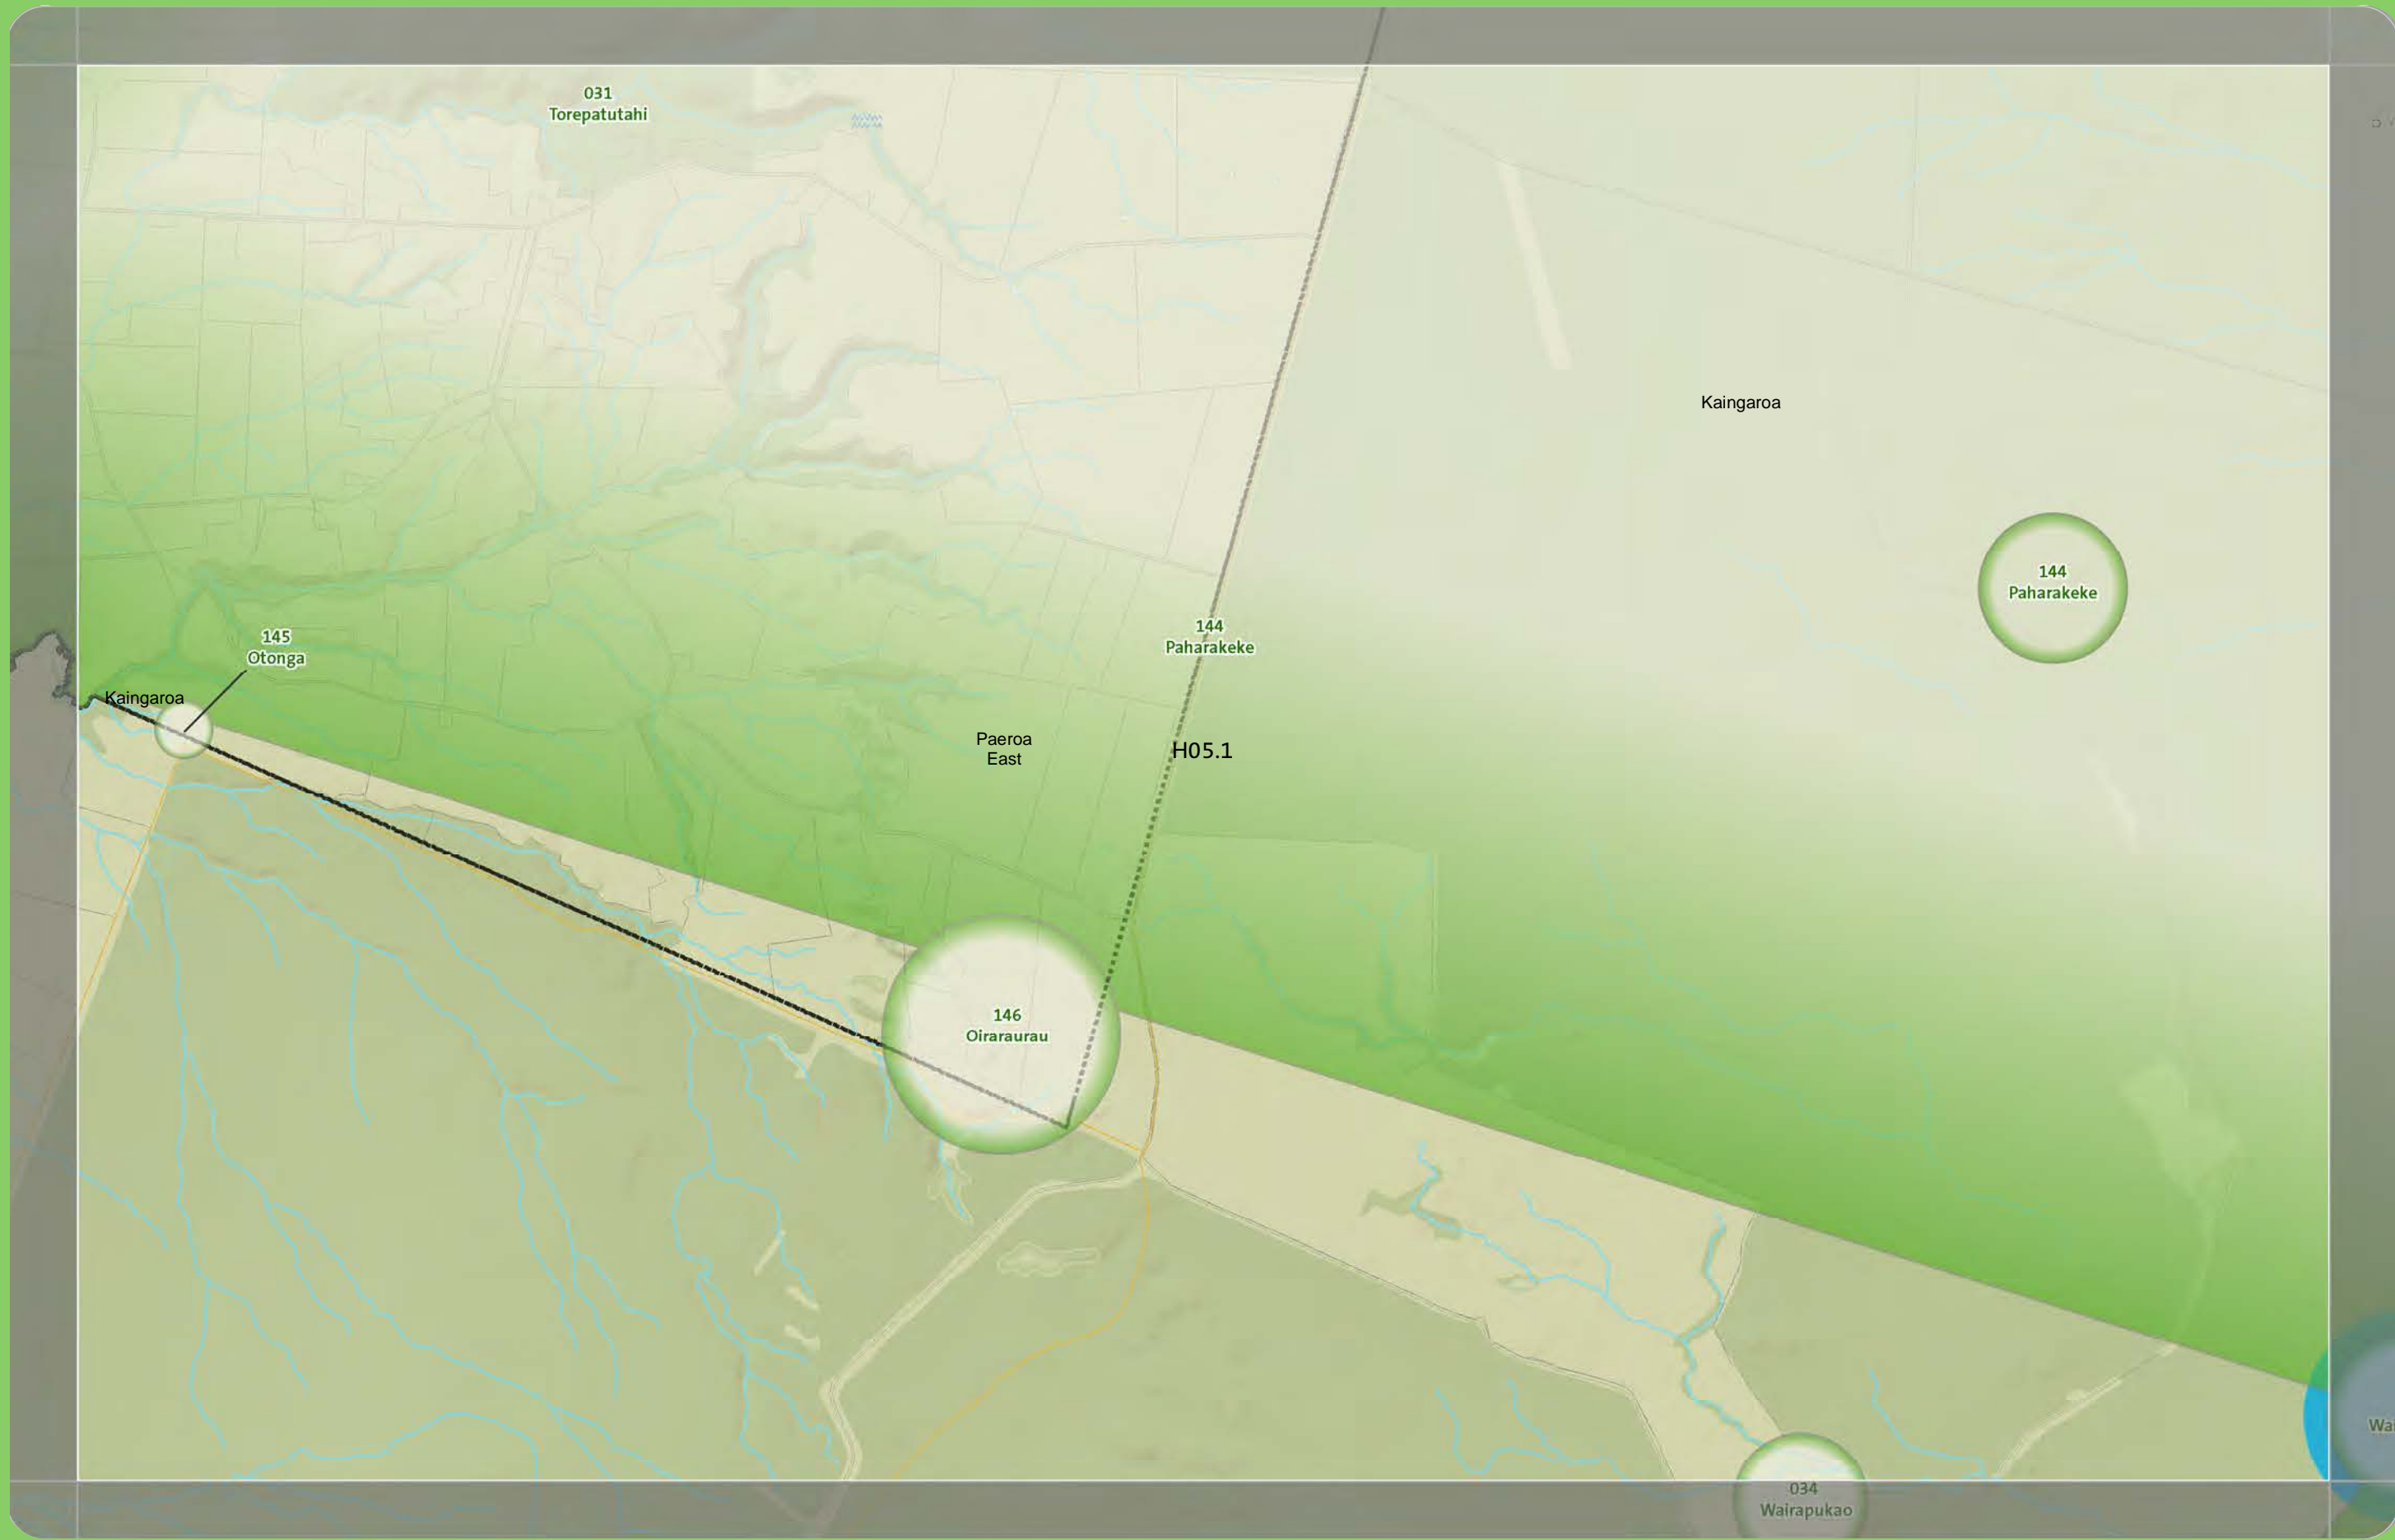 031
Torepatutahi
Kaingaroa
144
Paharakeke
144
Paharakeke
145
Otonga
Kaingaroa
Paeroa
East
H05.1
146
Oiraraurau
034
Wairapukao